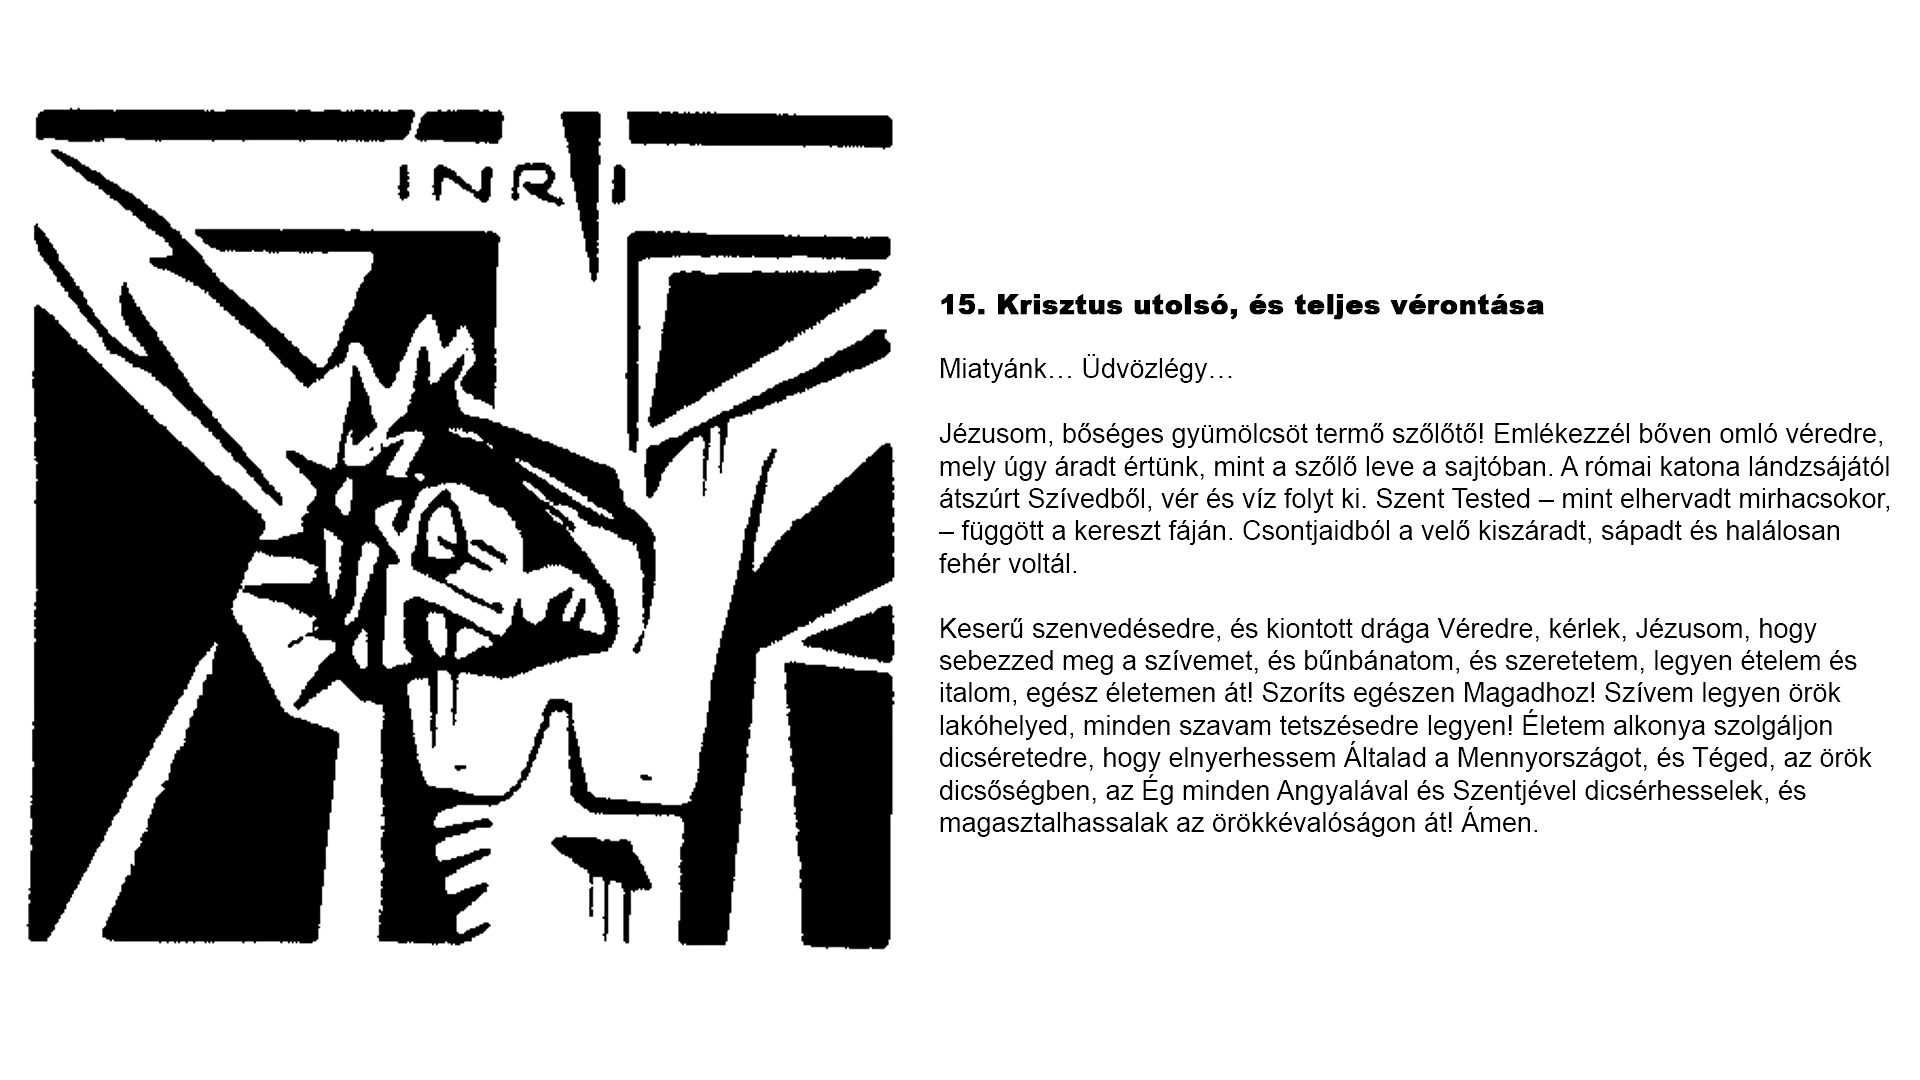 INRI
15. Krisztus utolsó, és teljes vérontása
Miatyánk… Üdvözlégy…
Jézusom, bőséges gyümölcsöt termő szőlőtő! Emlékezzél bőven omló véredre,
mely úgy áradt értünk, mint a szőlő leve a sajtóban. A római katona lándzsájától
átszúrt Szívedből, vér és víz folyt ki. Szent Tested – mint elhervadt mirhacsokor,
– függött a kereszt fáján. Csontjaidból a velő kiszáradt, sápadt és halálosan
fehér voltál.
Keserű szenvedésedre, és kiontott drága Véredre, kérlek, Jézusom, hogy
sebezzed meg a szívemet, és bűnbánatom, és szeretetem, legyen ételem és
italom, egész életemen át! Szoríts egészen Magadhoz! Szívem legyen örök
lakóhelyed, minden szavam tetszésedre legyen! Életem alkonya szolgáljon
dicséretedre, hogy elnyerhessem Általad a Mennyországot, és Téged, az örök
dicsőségben, az Ég minden Angyalával és Szentjével dicsérhesselek, és
magasztalhassalak az örökkévalóságon át! Ámen.